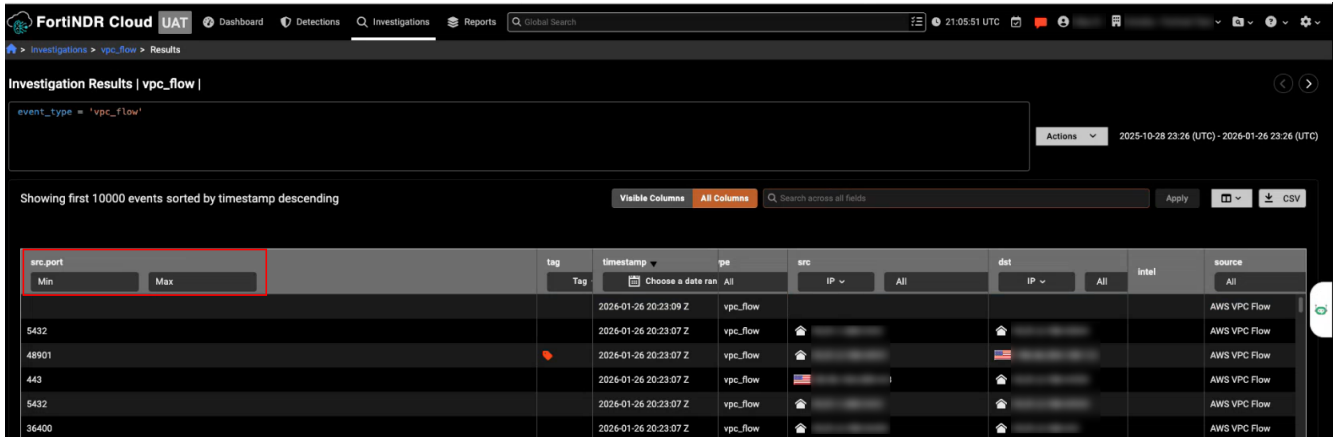 FortiNDR Cloud UAT Dashboard Detections Investigations Reports Global Search 21:05:51 UTC
> Investigations > vpc_flow > Results
Investigation Results | vpc_flow |
event_type = 'vpc_flow'
Actions 2025-10-28 23:26 (UTC) - 2026-01-26 23:26 (UTC)
Showing first 10000 events sorted by timestamp descending Visible Columns All Columns Search across all fields Apply CSV
src.port tag timestamp pe src dst intel source
Min Max Tag Choose a date ran All IP All IP All All
2026-01-26 20:23:09 Z vpc_flow AWS VPC Flow
5432 2026-01-26 20:23:07 Z vpc_flow AWS VPC Flow
48901 2026-01-26 20:23:07 Z vpc_flow AWS VPC Flow
443 2026-01-26 20:23:07 Z vpc_flow AWS VPC Flow
5432 2026-01-26 20:23:07 Z vpc_flow AWS VPC Flow
36400 2026-01-26 20:23:07 Z vpc_flow AWS VPC Flow